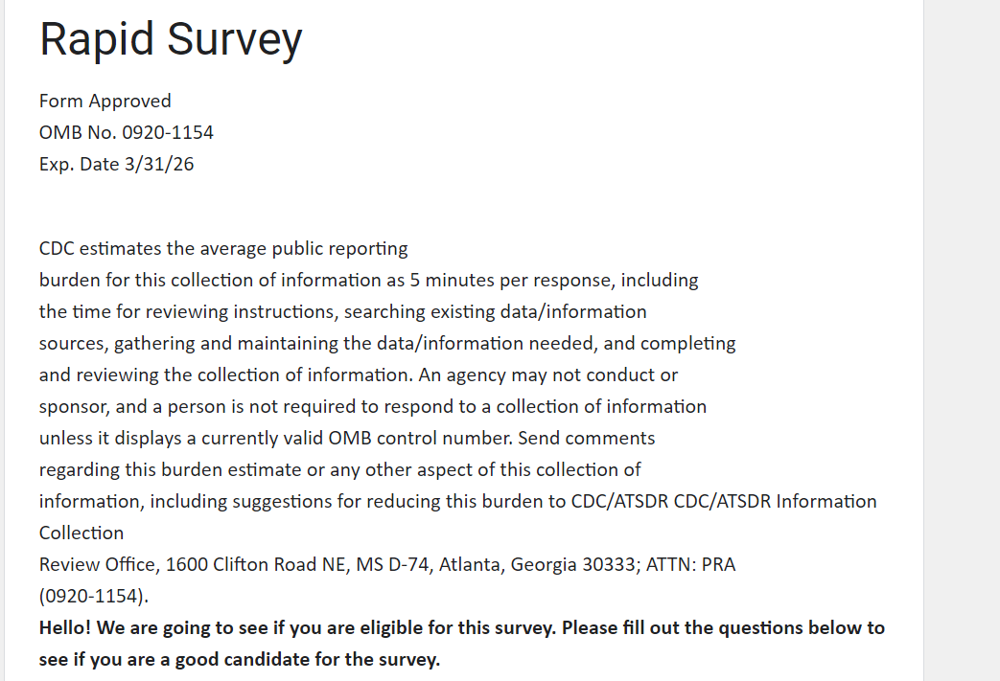 Rapid Survey
Form Approved
OMB No. 0920-1154
Exp. Date 3/31/26
CDC estimates the average public reporting
burden for this collection of information as 5 minutes per response, including
the time for reviewing instructions, searching existing data/information
sources, gathering and maintaining the data/information needed, and completing
and reviewing the collection of information. An agency may not conduct or
sponsor, and a person is not required to respond to a collection of information
unless it displays a currently valid OMB control number. Send comments
regarding this burden estimate or any other aspect of this collection of
information, including suggestions for reducing this burden to CDC/ATSDR CDC/ATSDR Information
Collection
Review Office, 1600 Clifton Road NE, MS D-74, Atlanta, Georgia 30333; ATTN: PRA
(0920-1154).
Hello! We are going to see if you are eligible for this survey. Please fill out the questions below to
see if you are a good candidate for the survey.